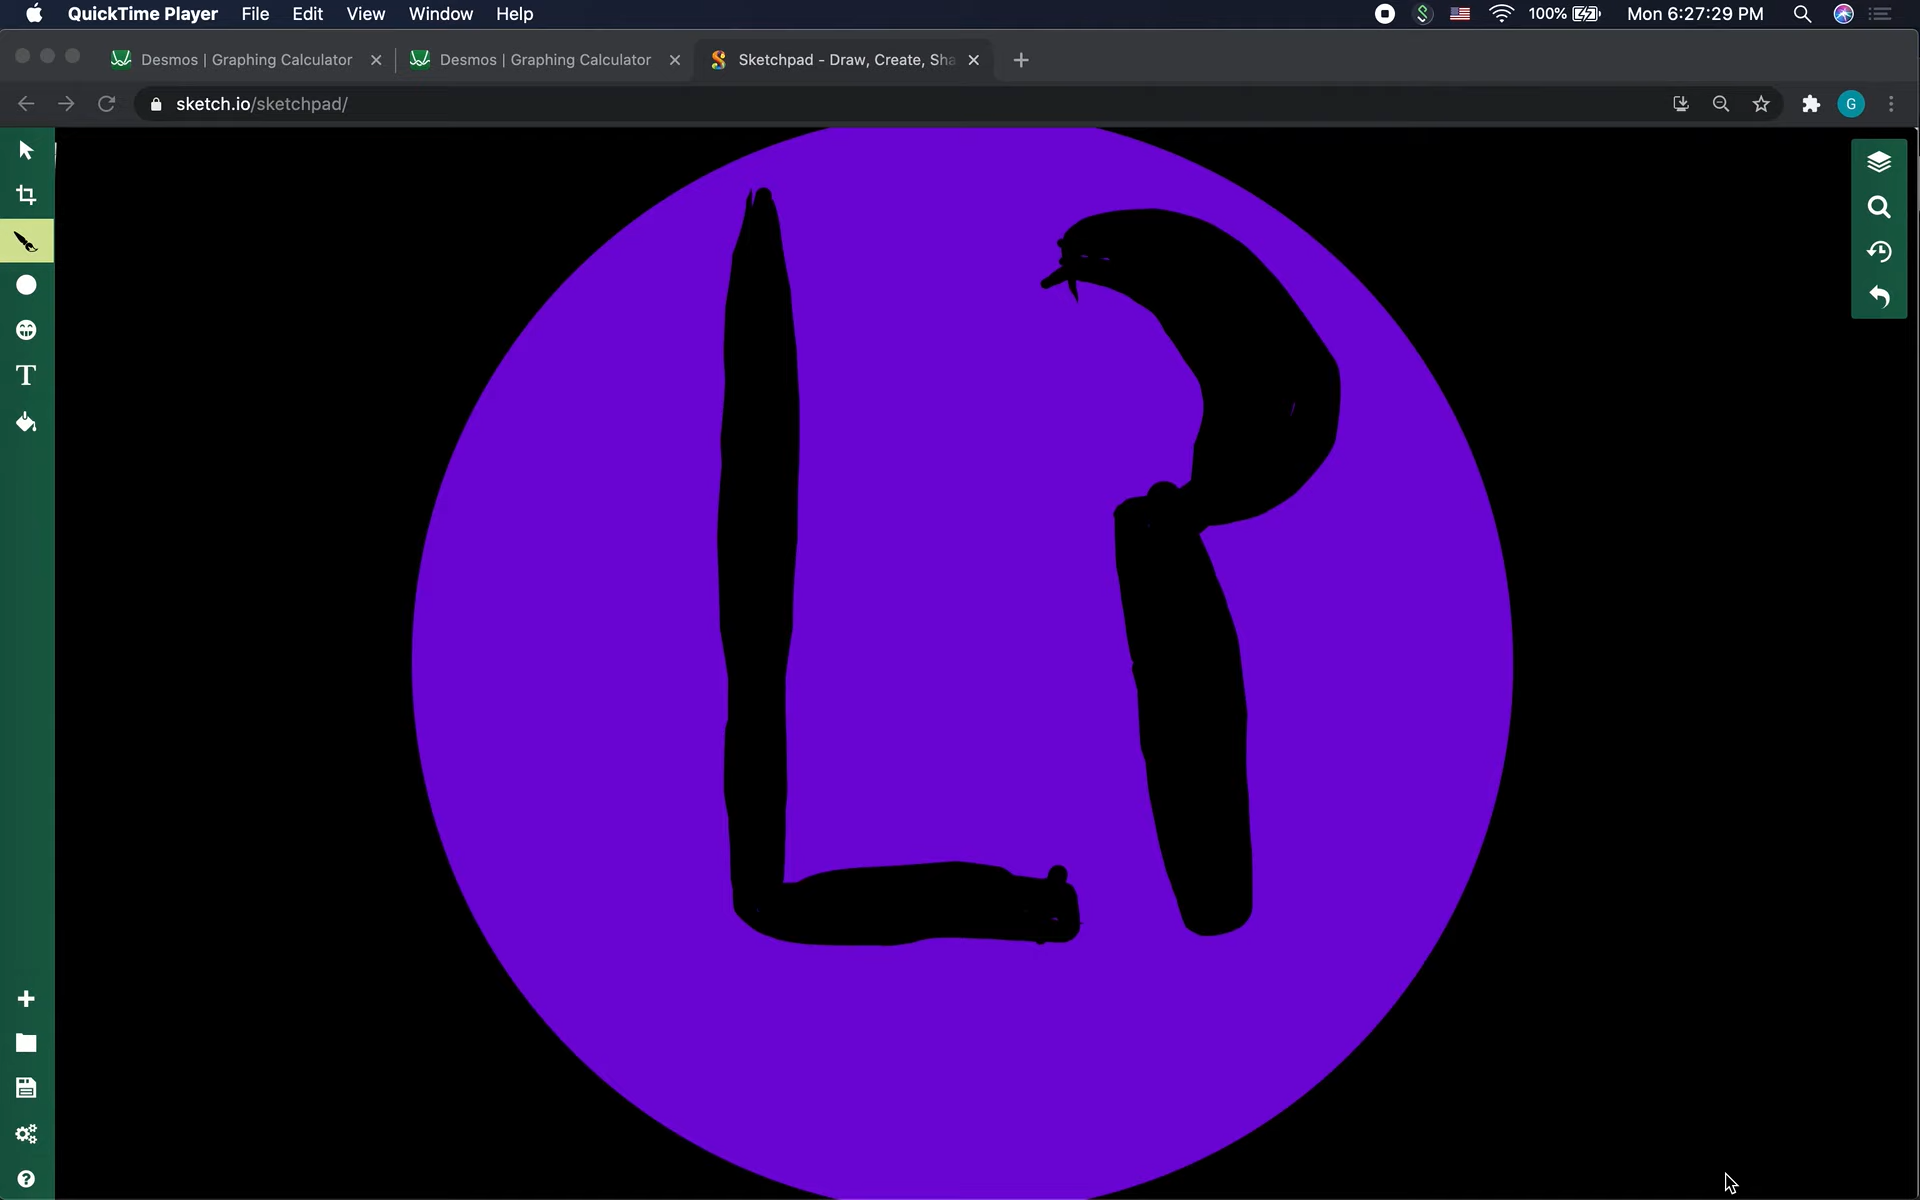 QuickTime Player File Edit View Window Help 100% Mon 6:27:29 PM
Desmos | Graphing Calculator Desmos | Graphing Calculator Sketchpad - Draw, Create, Sha
sketch.io/sketchpad/ G
T